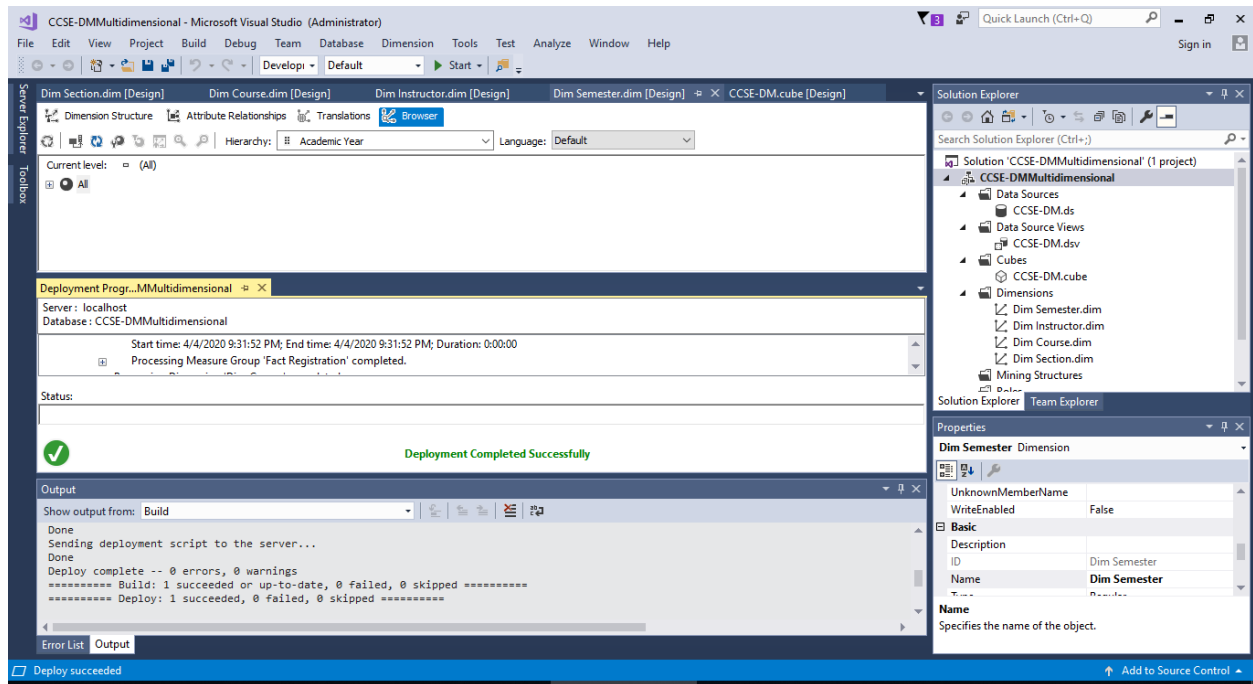 CCSE-DMMultidimensional - Microsoft Visual Studio (Administrator)
3
Quick Launch (Ctrl+Q)
File Edit View Project Build Debug Team Database Dimension Tools Test Analyze Window Help
Sign in
Developı Default Start
Server Explorer
Toolbox
Dim Section.dim [Design] Dim Course.dim [Design] Dim Instructor.dim [Design] Dim Semester.dim [Design] CCSE-DM.cube [Design]
Dimension Structure Attribute Relationships Translations Browser
Hierarchy: Academic Year Language: Default
Current level: (All)
All
Deployment Progr...MMultidimensional
Server : localhost
Database : CCSE-DMMultidimensional
Start time: 4/4/2020 9:31:52 PM; End time: 4/4/2020 9:31:52 PM; Duration: 0:00:00
Processing Measure Group 'Fact Registration' completed.
Status:
Deployment Completed Successfully
Output
Show output from: Build
Done
Sending deployment script to the server...
Done
Deploy complete -- 0 errors, 0 warnings
========== Build: 1 succeeded or up-to-date, 0 failed, 0 skipped ==========
========== Deploy: 1 succeeded, 0 failed, 0 skipped ==========
Error List Output
Solution Explorer
Search Solution Explorer (Ctrl+;)
Solution 'CCSE-DMMultidimensional' (1 project)
CCSE-DMMultidimensional
Data Sources
CCSE-DM.ds
Data Source Views
CCSE-DM.dsv
Cubes
CCSE-DM.cube
Dimensions
Dim Semester.dim
Dim Instructor.dim
Dim Course.dim
Dim Section.dim
Mining Structures
Roles
Solution Explorer Team Explorer
Properties
Dim Semester Dimension
UnknownMemberName
WriteEnabled False
Basic
Description
ID Dim Semester
Name Dim Semester
Type Regular
Name
Specifies the name of the object.
Deploy succeeded
Add to Source Control